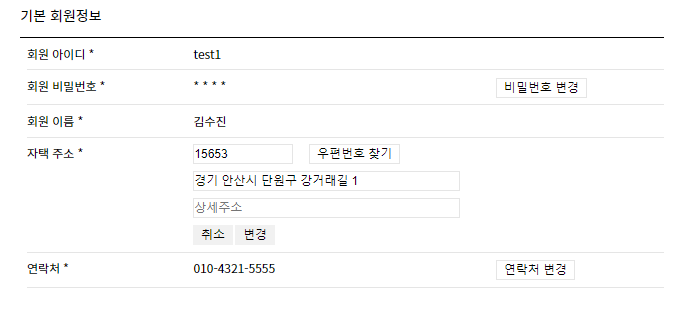 기본 회원정보
회원 아이디 * test1
회원 비밀번호 * * * * * 비밀번호 변경
회원 이름 * 김수진
자택 주소 * 15653 우편번호 찾기
경기 안산시 단원구 강거래길 1
상세주소
취소 변경
연락처 * 010-4321-5555 연락처 변경